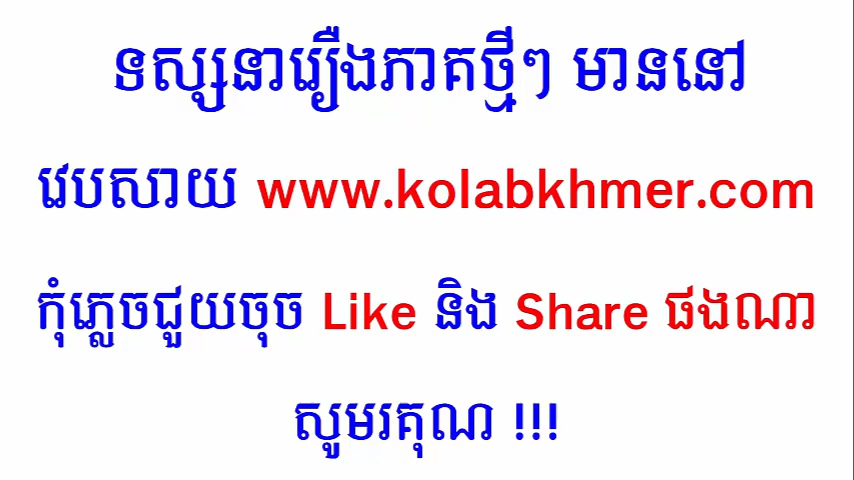 ទស្សនារឿងភាគថ្មីៗ មាននៅ
វេបសាយ www.kolabkhmer.com
កុំភ្លេចជួយចុច Like និង Share ផងណា
សូមរគុណ !!!